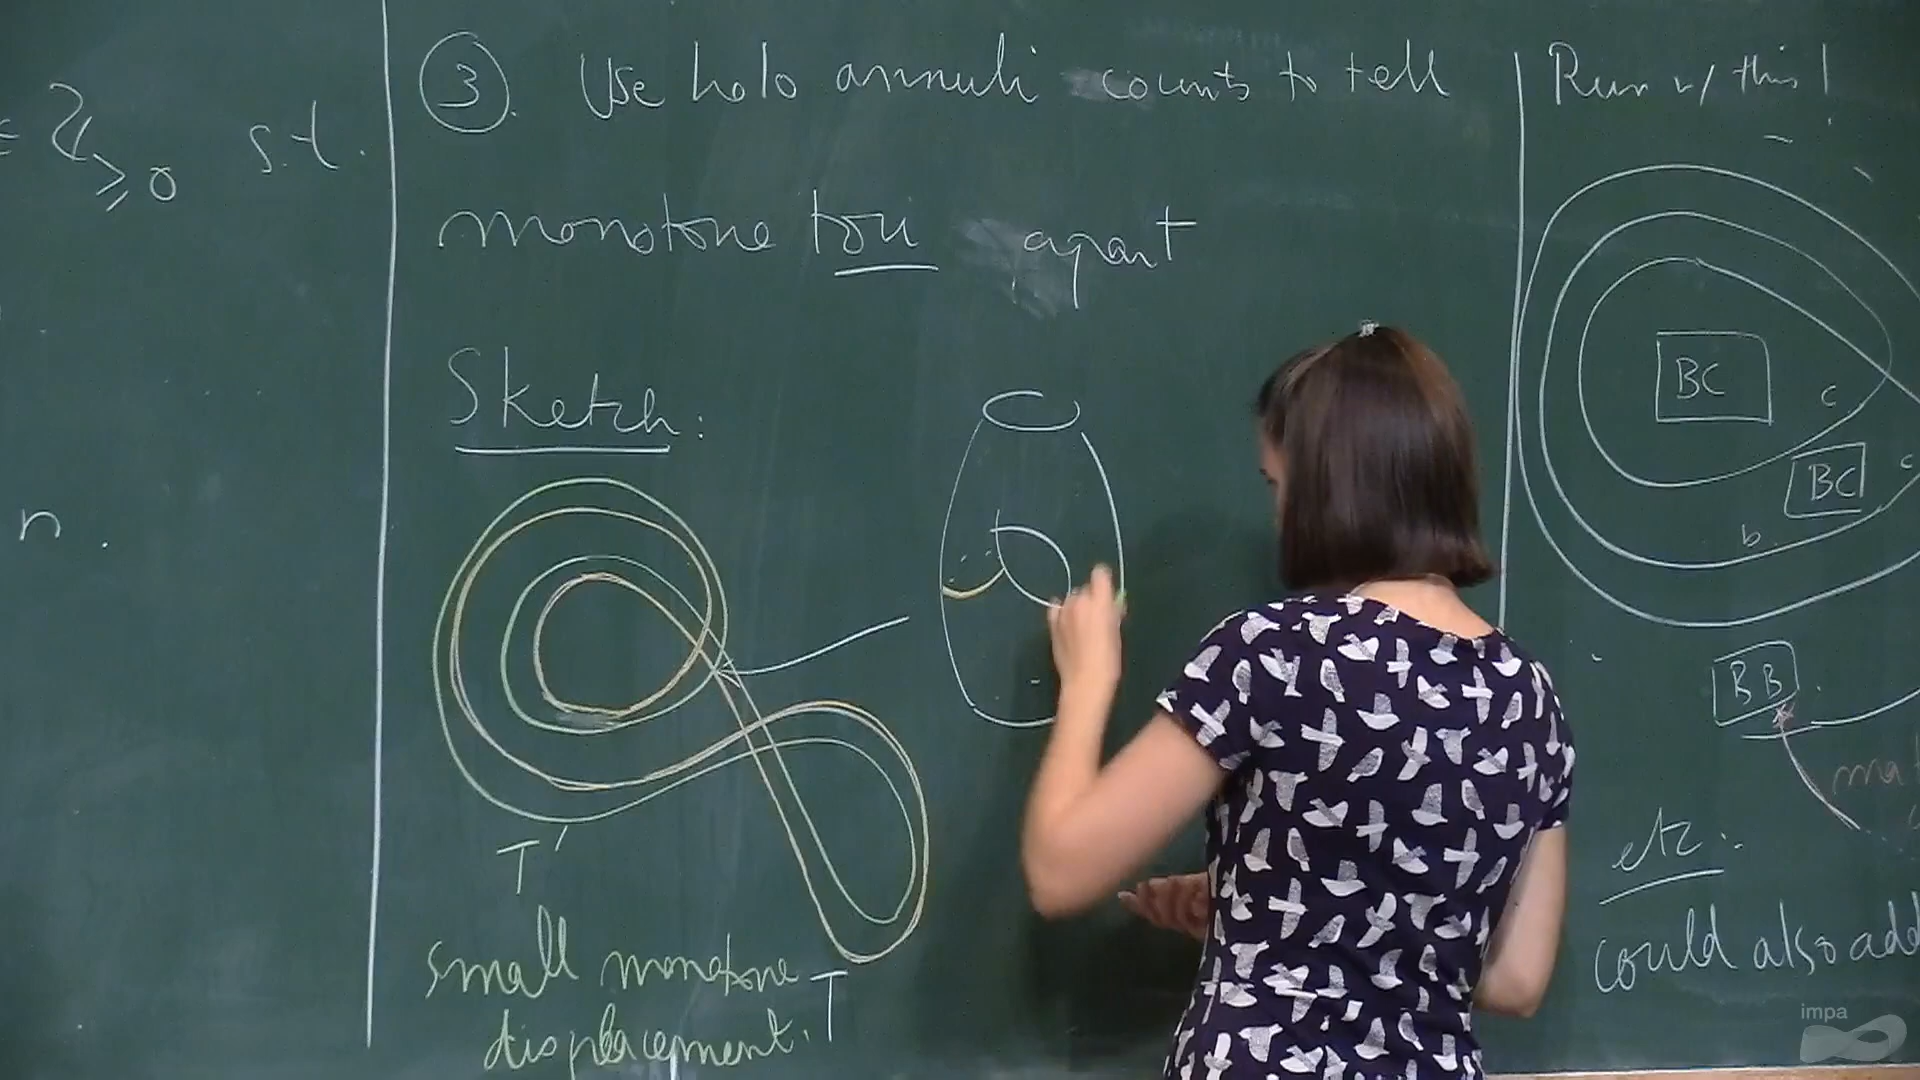 = ℤ≥0 s.t.
n.
③. Use holo annuli counts to tell
monotone tori apart
Sketch:
T'
small monotone
displacement.
T
Run w/ this!
BC
c
BC
c
b
BB
etc.
could also add
impa